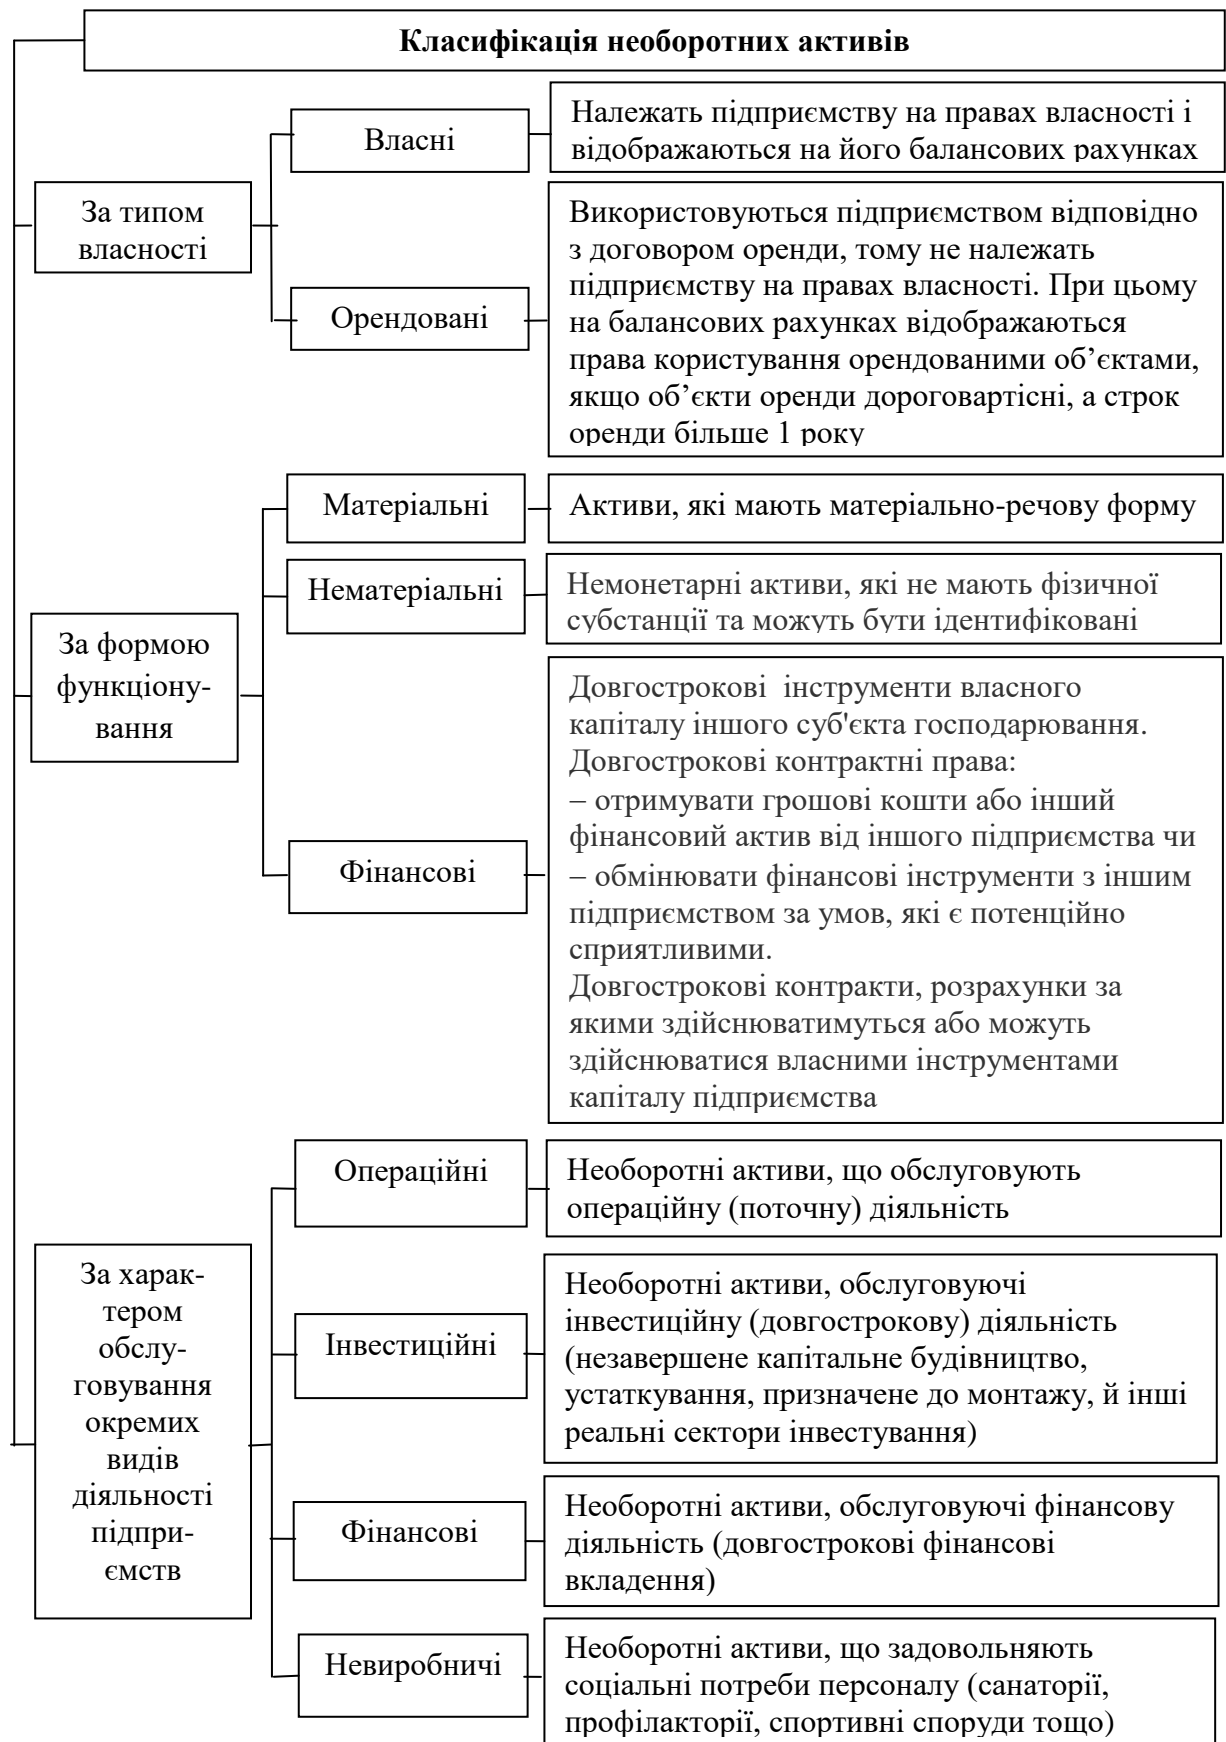 Класифікація необоротних активів
За типом
власності
Власні
Належать підприємству на правах власності і
відображаються на його балансових рахунках
Орендовані
Використовуються підприємством відповідно
з договором оренди, тому не належать
підприємству на правах власності. При цьому
на балансових рахунках відображаються
права користування орендованими об’єктами,
якщо об’єкти оренди дороговартісні, а строк
оренди більше 1 року
За формою
функціону-
вання
Матеріальні
Активи, які мають матеріально-речову форму
Нематеріальні
Немонетарні активи, які не мають фізичної
субстанції та можуть бути ідентифіковані
Фінансові
Довгострокові інструменти власного
капіталу іншого суб'єкта господарювання.
Довгострокові контрактні права:
– отримувати грошові кошти або інший
фінансовий актив від іншого підприємства чи
– обмінювати фінансові інструменти з іншим
підприємством за умов, які є потенційно
сприятливими.
Довгострокові контракти, розрахунки за
якими здійснюватимуться або можуть
здійснюватися власними інструментами
капіталу підприємства
За харак-
тером
обслу-
говування
окремих
видів
діяльності
підпри-
ємств
Операційні
Необоротні активи, що обслуговують
операційну (поточну) діяльність
Інвестиційні
Необоротні активи, обслуговуючі
інвестиційну (довгострокову) діяльність
(незавершене капітальне будівництво,
устаткування, призначене до монтажу, й інші
реальні сектори інвестування)
Фінансові
Необоротні активи, обслуговуючі фінансову
діяльність (довгострокові фінансові
вкладення)
Невиробничі
Необоротні активи, що задовольняють
соціальні потреби персоналу (санаторії,
профілакторії, спортивні споруди тощо)